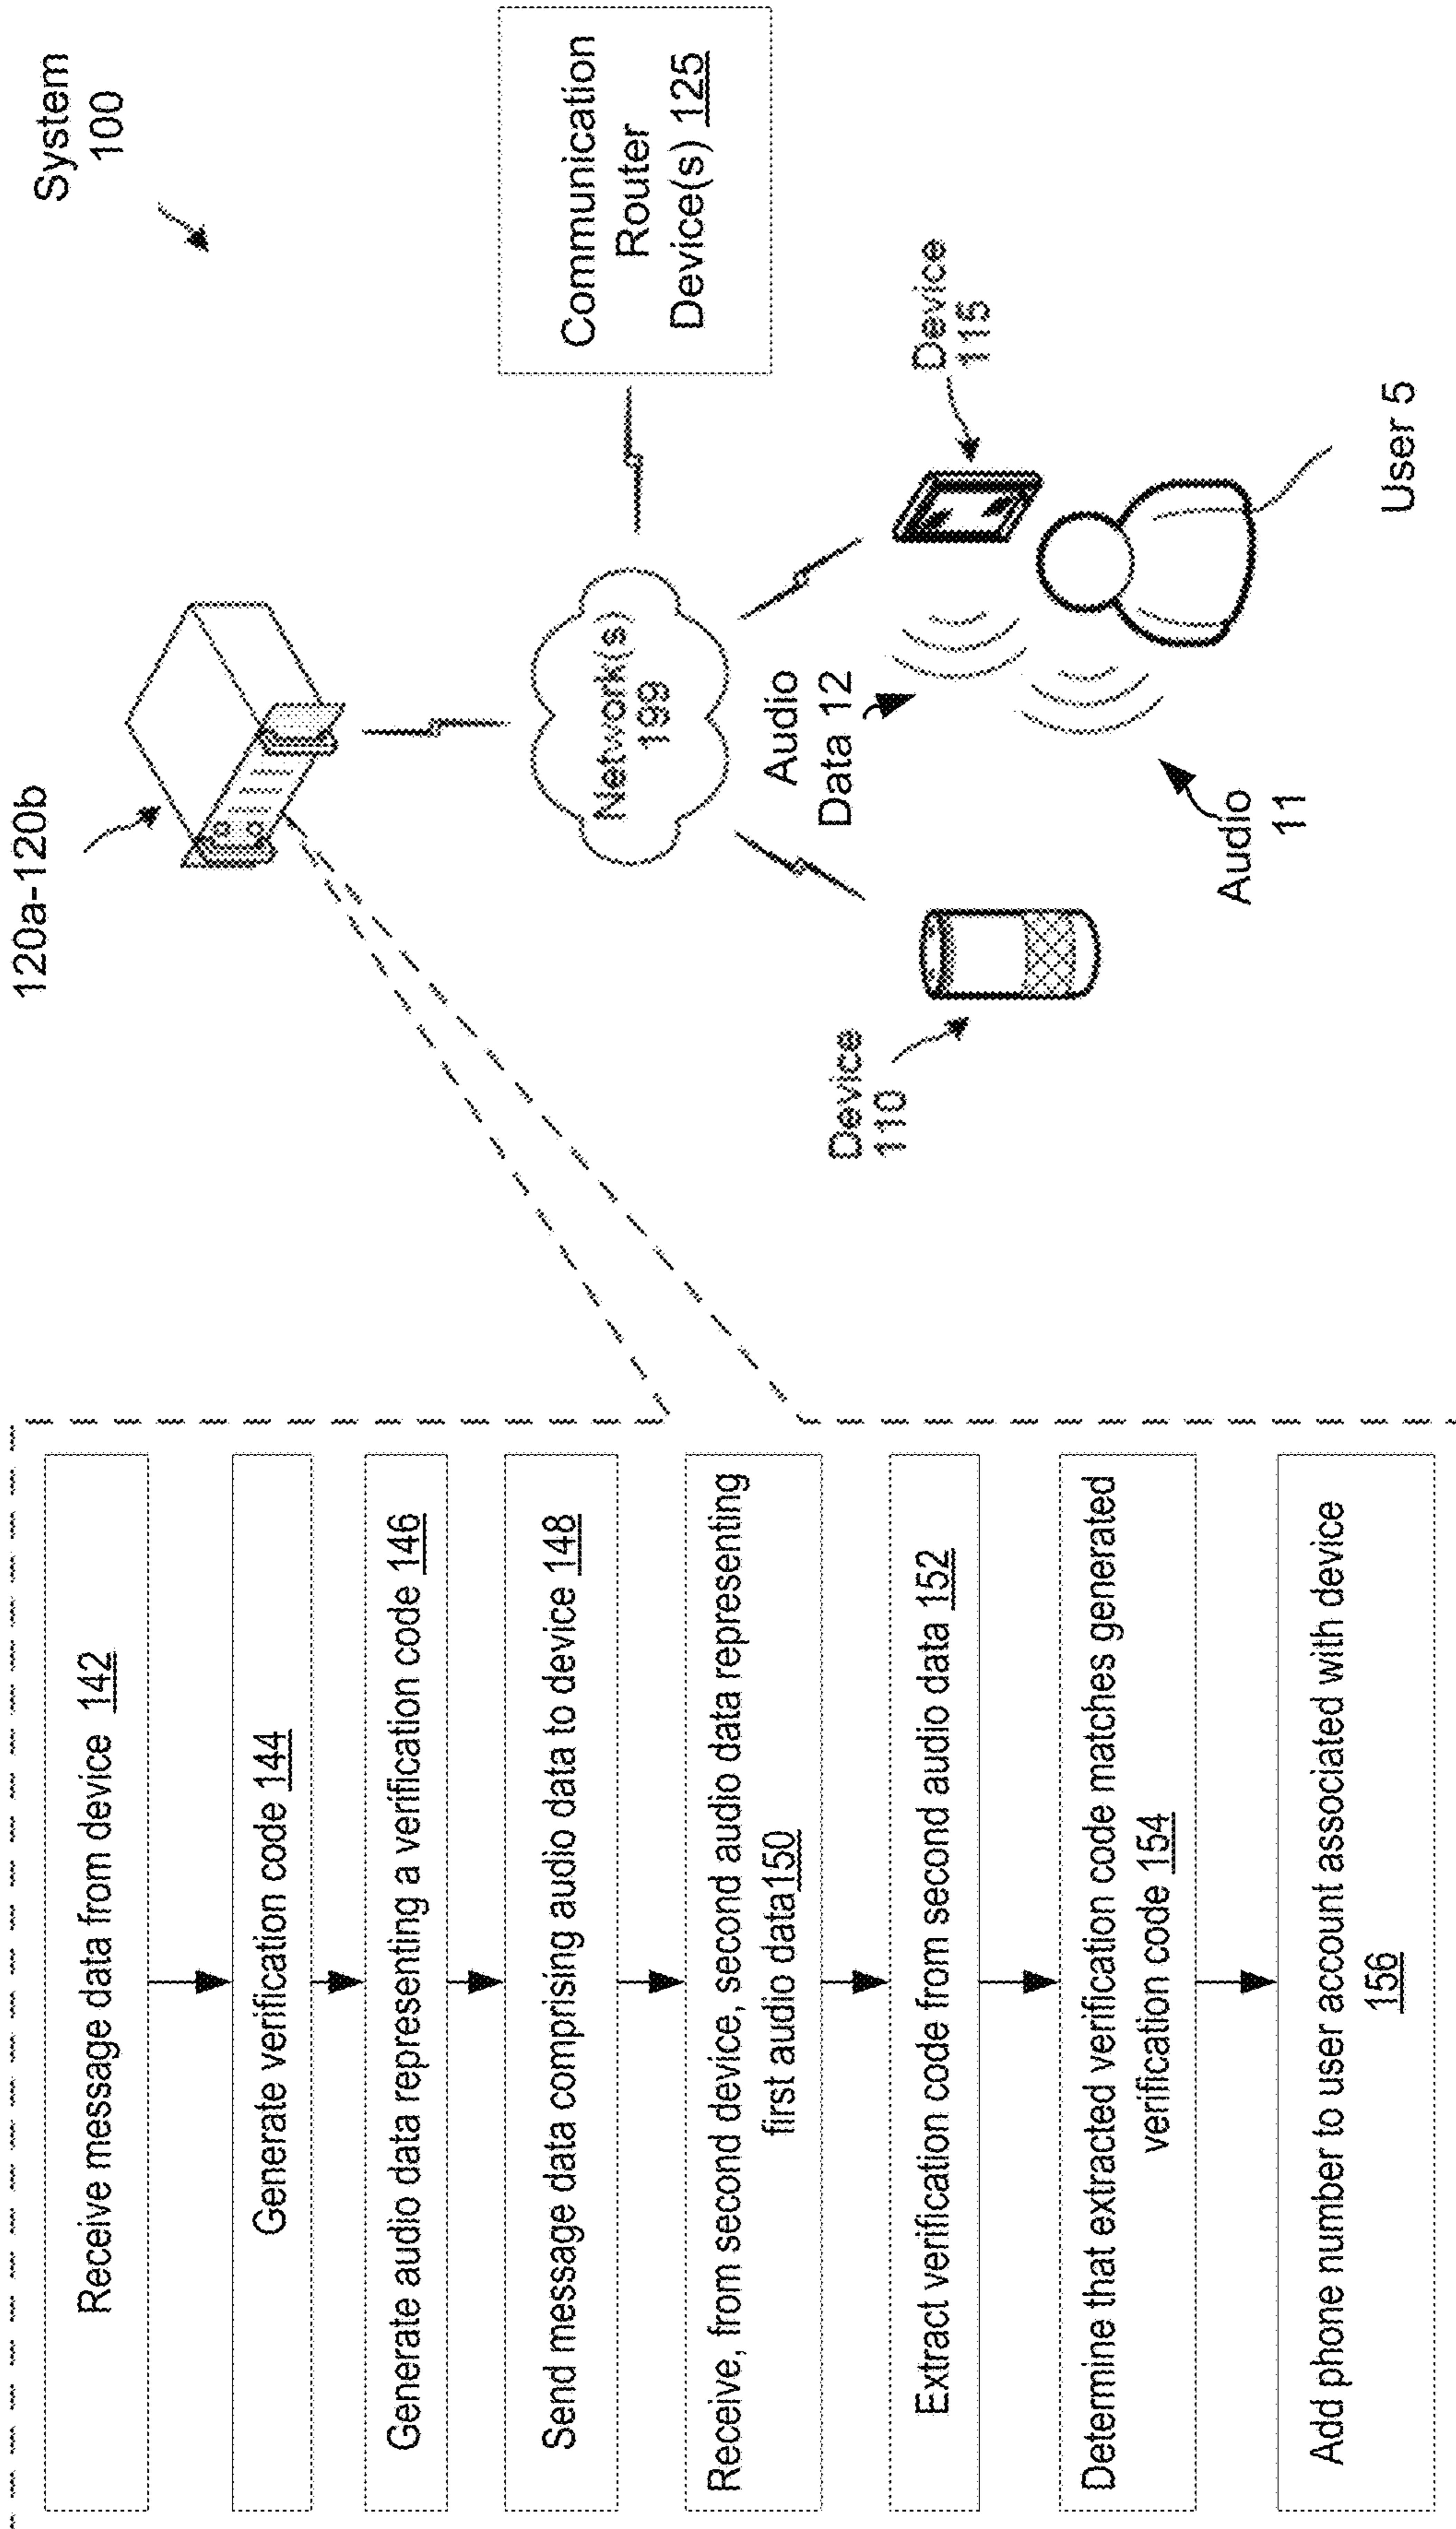 System
100
120a-120b
Communication
Router
Device(s) 125
Network(s)
199
Audio
Data 12
Device
115
Device
110
Audio
11
User 5
Receive message data from device 142
Generate verification code 144
Generate audio data representing a verification code 146
Send message data comprising audio data to device 148
Receive, from second device, second audio data representing
first audio data150
Extract verification code from second audio data 152
Determine that extracted verification code matches generated
verification code 154
Add phone number to user account associated with device
156